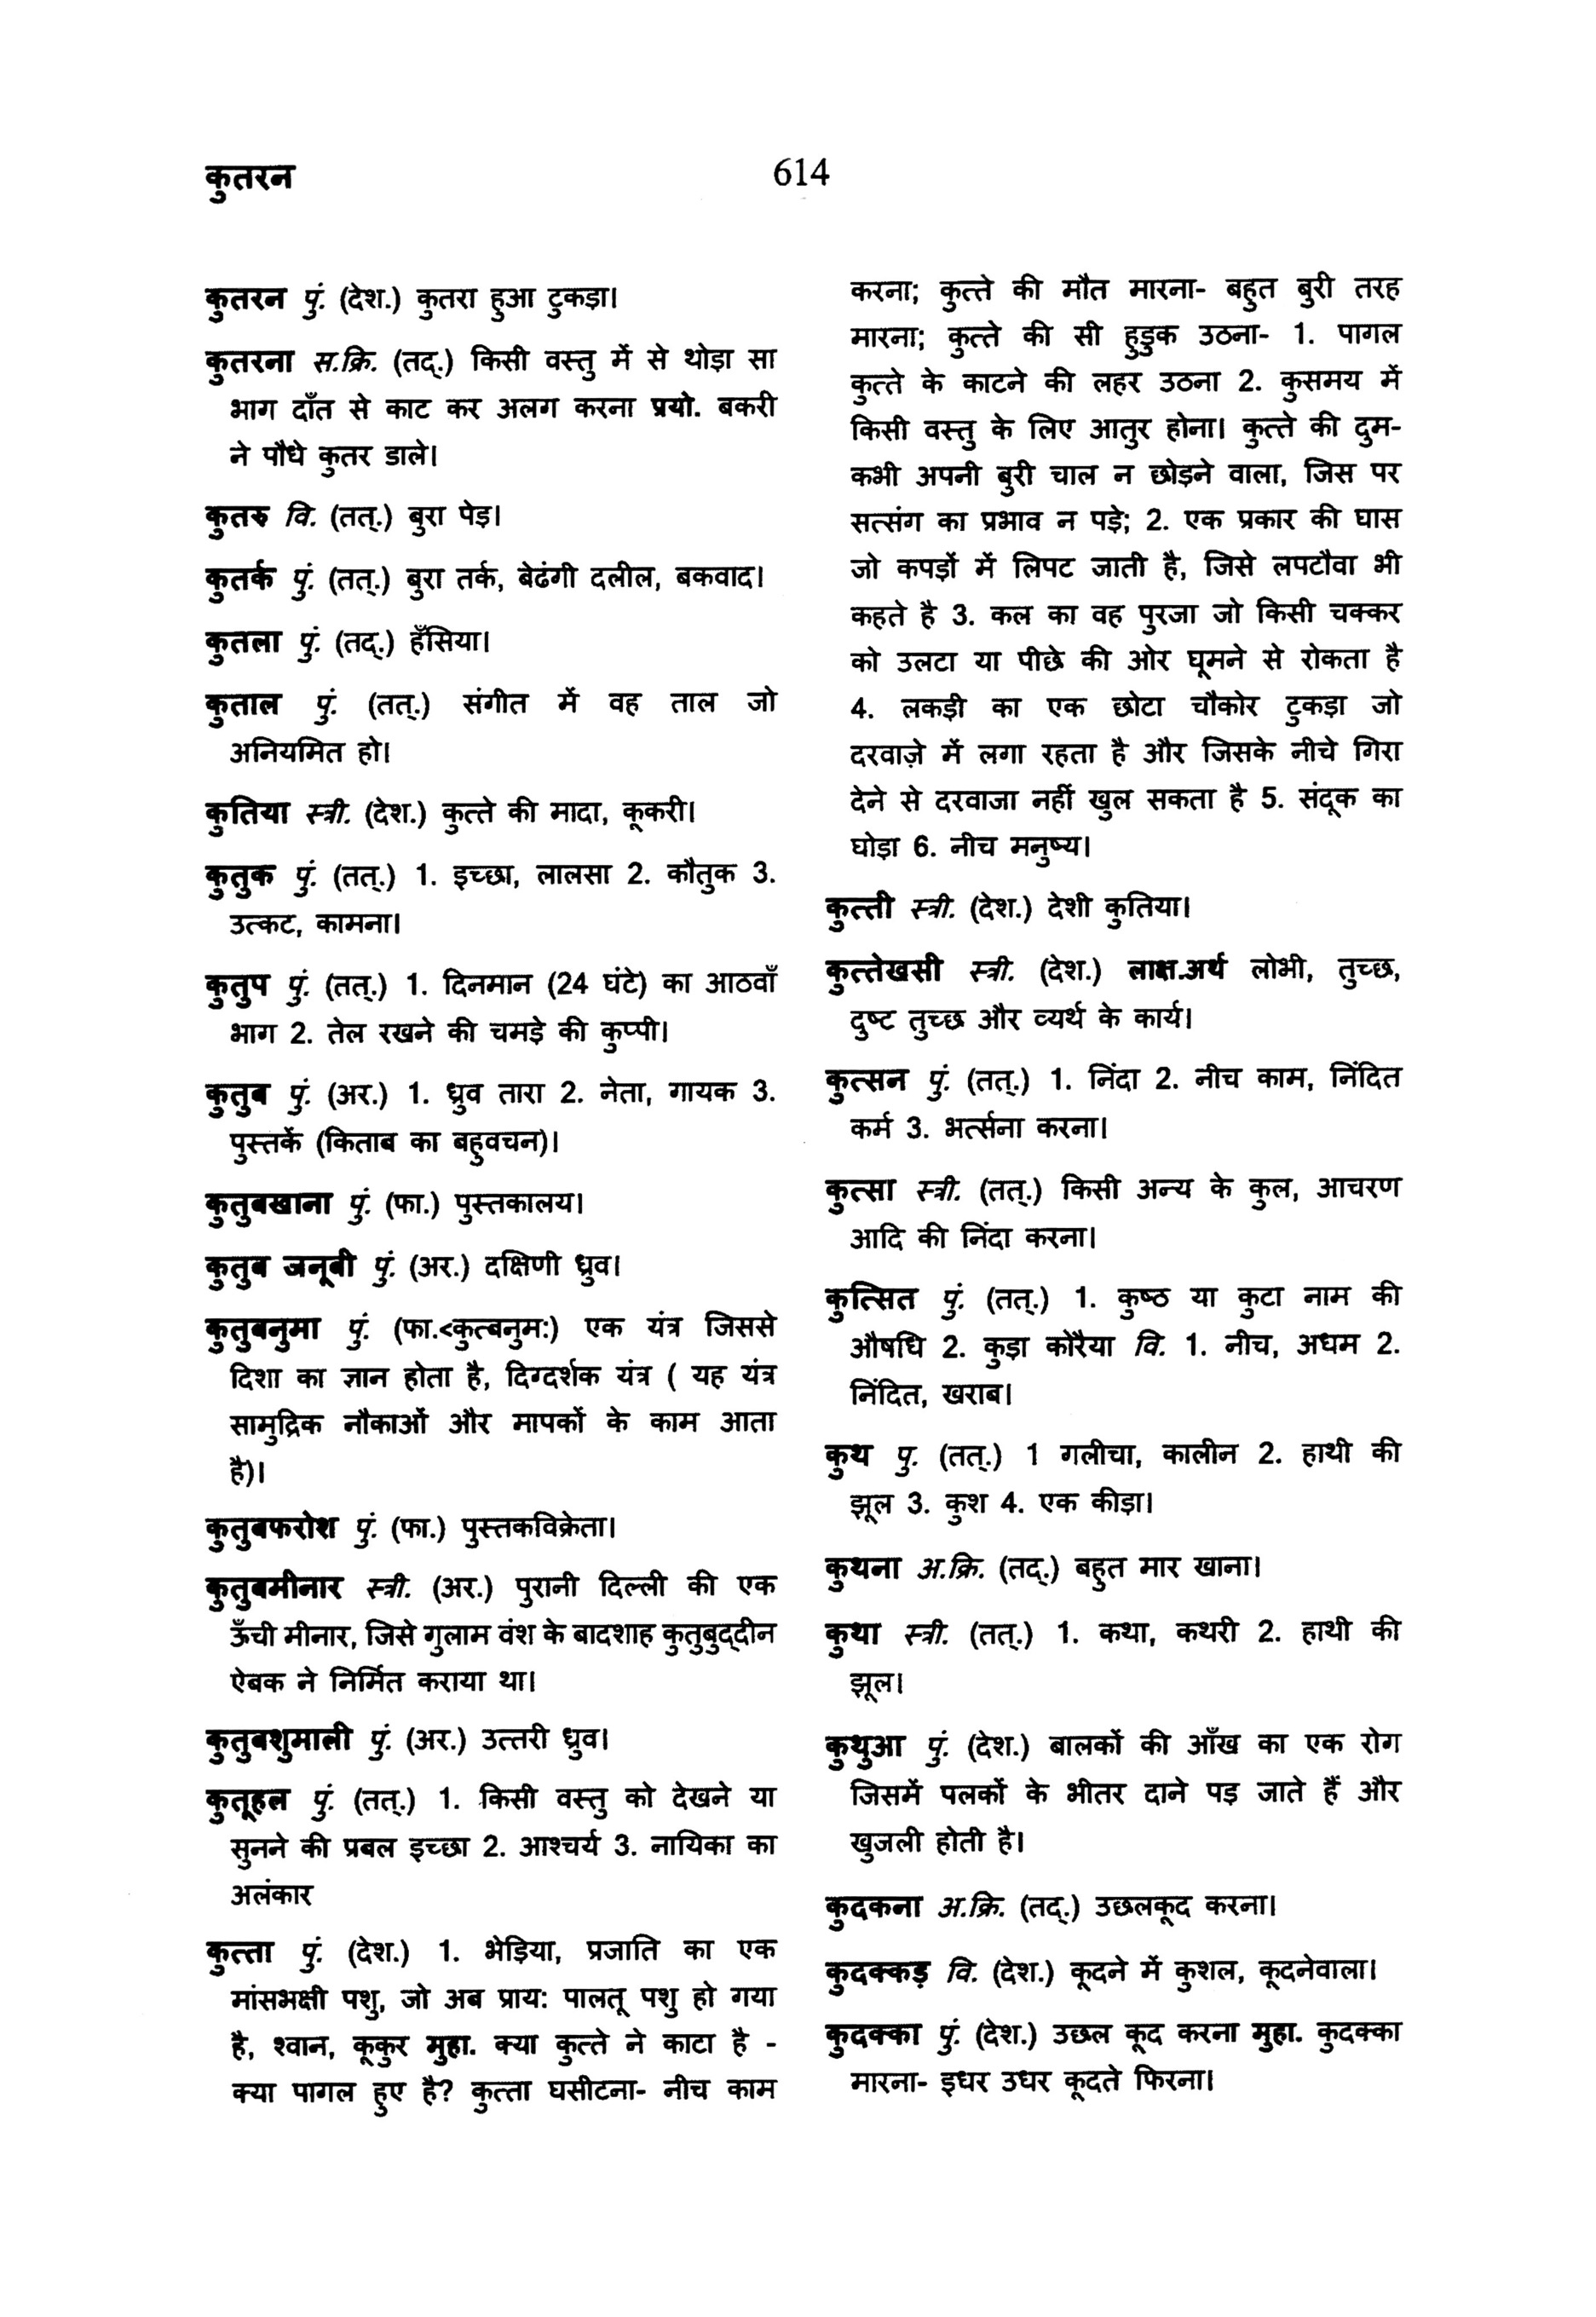 कुतरन
614
कुतरन पुं. (देश.) कुतरा हुआ टुकड़ा।
कुतरना स.क्रि. (तद्.) किसी वस्तु में से थोड़ा सा
भाग दाँत से काट कर अलग करना प्रयो. बकरी
ने पौधे कुतर डाले।
कुतरु वि. (तत्.) बुरा पेड़।
कुतर्क पुं. (तत्.) बुरा तर्क, बेढंगी दलील, बकवाद।
कुतला पुं. (तद्.) हँसिया।
कुताल पुं. (तत्.) संगीत में वह ताल जो
अनियमित हो।
कुतिया स्त्री. (देश.) कुत्ते की मादा, कूकरी।
कुतुक पुं. (तत्.) 1. इच्छा, लालसा 2. कौतुक 3.
उत्कट, कामना।
कुतुप पुं. (तत्.) 1. दिनमान (24 घंटे) का आठवाँ
भाग 2. तेल रखने की चमड़े की कुप्पी।
कुतुब पुं. (अर.) 1. ध्रुव तारा 2. नेता, गायक 3.
पुस्तकें (किताब का बहुवचन)।
कुतुबखाना पुं. (फा.) पुस्तकालय।
कुतुब जनूबी पुं. (अर.) दक्षिणी ध्रुव।
कुतुबनुमा पुं. (फा.<कुत्बनुमः) एक यंत्र जिससे
दिशा का ज्ञान होता है, दिग्दर्शक यंत्र ( यह यंत्र
सामुद्रिक नौकाओं और मापकों के काम आता
है)।
कुतुबफरोश पुं. (फा.) पुस्तकविक्रेता।
कुतुबमीनार स्त्री. (अर.) पुरानी दिल्ली की एक
ऊँची मीनार, जिसे गुलाम वंश के बादशाह कुतुबुद्दीन
ऐबक ने निर्मित कराया था।
कुतुबशुमाली पुं. (अर.) उत्तरी ध्रुव।
कुतूहल पुं. (तत्.) 1. किसी वस्तु को देखने या
सुनने की प्रबल इच्छा 2. आश्चर्य 3. नायिका का
अलंकार
कुत्ता पुं. (देश.) 1. भेड़िया, प्रजाति का एक
मांसभक्षी पशु, जो अब प्राय: पालतू पशु हो गया
है, श्वान, कूकुर मुहा. क्या कुत्ते ने काटा है -
क्या पागल हुए है? कुत्ता घसीटना- नीच काम
करना; कुत्ते की मौत मारना- बहुत बुरी तरह
मारना; कुत्ते की सी हुड़ुक उठना- 1. पागल
कुत्ते के काटने की लहर उठना 2. कुसमय में
किसी वस्तु के लिए आतुर होना। कुत्ते की दुम-
कभी अपनी बुरी चाल न छोड़ने वाला, जिस पर
सत्संग का प्रभाव न पड़े; 2. एक प्रकार की घास
जो कपड़ों में लिपट जाती है, जिसे लपटौवा भी
कहते है 3. कल का वह पुरजा जो किसी चक्कर
को उलटा या पीछे की ओर घूमने से रोकता है
4. लकड़ी का एक छोटा चौकोर टुकड़ा जो
दरवाज़े में लगा रहता है और जिसके नीचे गिरा
देने से दरवाजा नहीं खुल सकता है 5. संदूक का
घोड़ा 6. नीच मनुष्य।
कुत्ती स्त्री. (देश.) देशी कुतिया।
कुत्तेखसी स्त्री. (देश.) लाक्ष.अर्थ लोभी, तुच्छ,
दुष्ट तुच्छ और व्यर्थ के कार्य।
कुत्सन पुं. (तत्.) 1. निंदा 2. नीच काम, निंदित
कर्म 3. भर्त्सना करना।
कुत्सा स्त्री. (तत्.) किसी अन्य के कुल, आचरण
आदि की निंदा करना।
कुत्सित पुं. (तत्.) 1. कुष्ठ या कुटा नाम की
औषधि 2. कुड़ा कोरैया वि. 1. नीच, अधम 2.
निंदित, खराब।
कुथ पु. (तत्.) 1 गलीचा, कालीन 2. हाथी की
झूल 3. कुश 4. एक कीड़ा।
कुथना अ.क्रि. (तद्.) बहुत मार खाना।
कुथा स्त्री. (तत्.) 1. कथा, कथरी 2. हाथी की
झूल।
कुथुआ पुं. (देश.) बालकों की आँख का एक रोग
जिसमें पलकों के भीतर दाने पड़ जाते हैं और
खुजली होती है।
कुदकना अ.क्रि. (तद्.) उछलकूद करना।
कुदक्कड़ वि. (देश.) कूदने में कुशल, कूदनेवाला।
कुदक्का पुं. (देश.) उछल कूद करना मुहा. कुदक्का
मारना- इधर उधर कूदते फिरना।